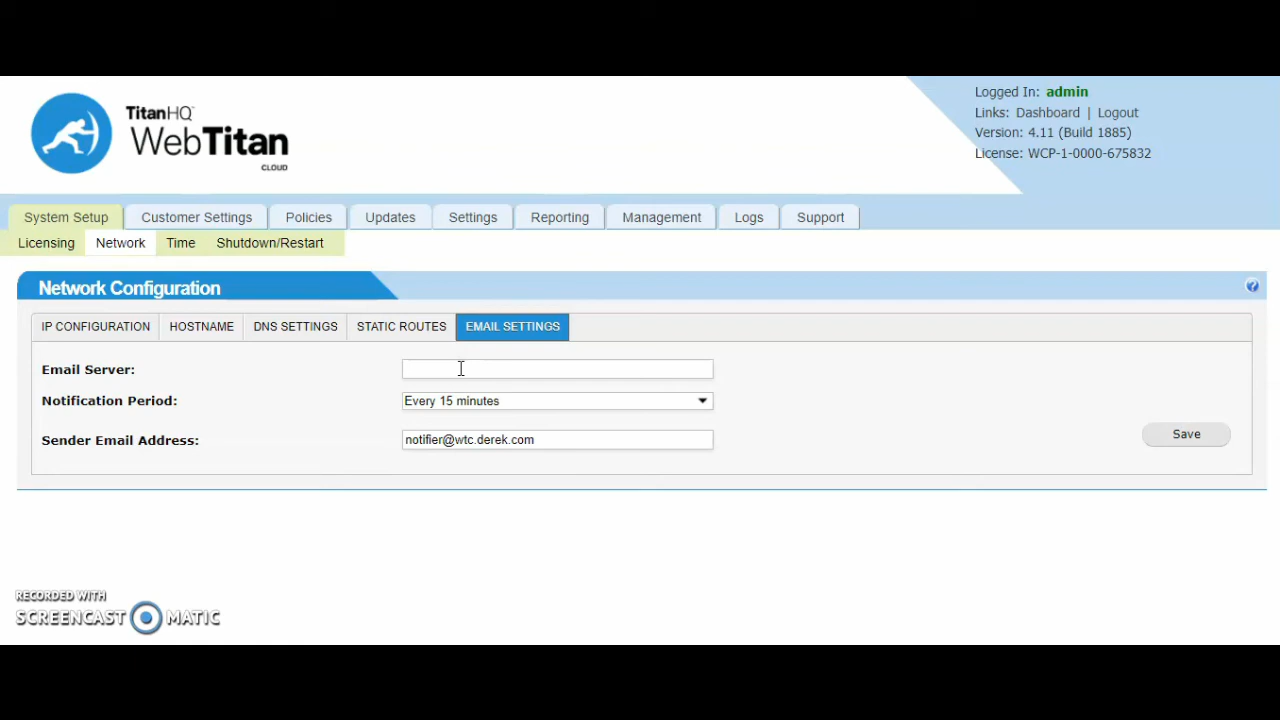 TitanHQ
WebTitan
CLOUD
Logged In: admin
Links: Dashboard | Logout
Version: 4.11 (Build 1885)
License: WCP-1-0000-675832
System Setup Customer Settings Policies Updates Settings Reporting Management Logs Support
Licensing Network Time Shutdown/Restart
Network Configuration ?
IP CONFIGURATION HOSTNAME DNS SETTINGS STATIC ROUTES EMAIL SETTINGS
Email Server:
Notification Period: Every 15 minutes
Save
Sender Email Address: notifier@wtc.derek.com
RECORDED WITH
SCREENCAST MATIC